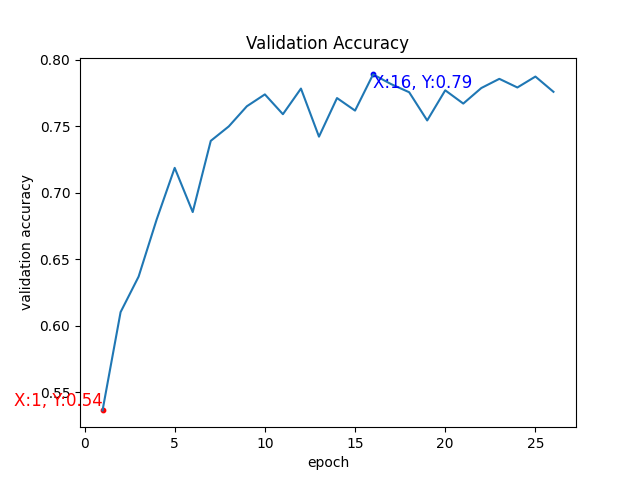 Validation Accuracy
0.80
0.75
0.70
0.65
0.60
0.55
validation accuracy
X:16, Y:0.79
X:1, Y:0.54
0 5 10 15 20 25
epoch